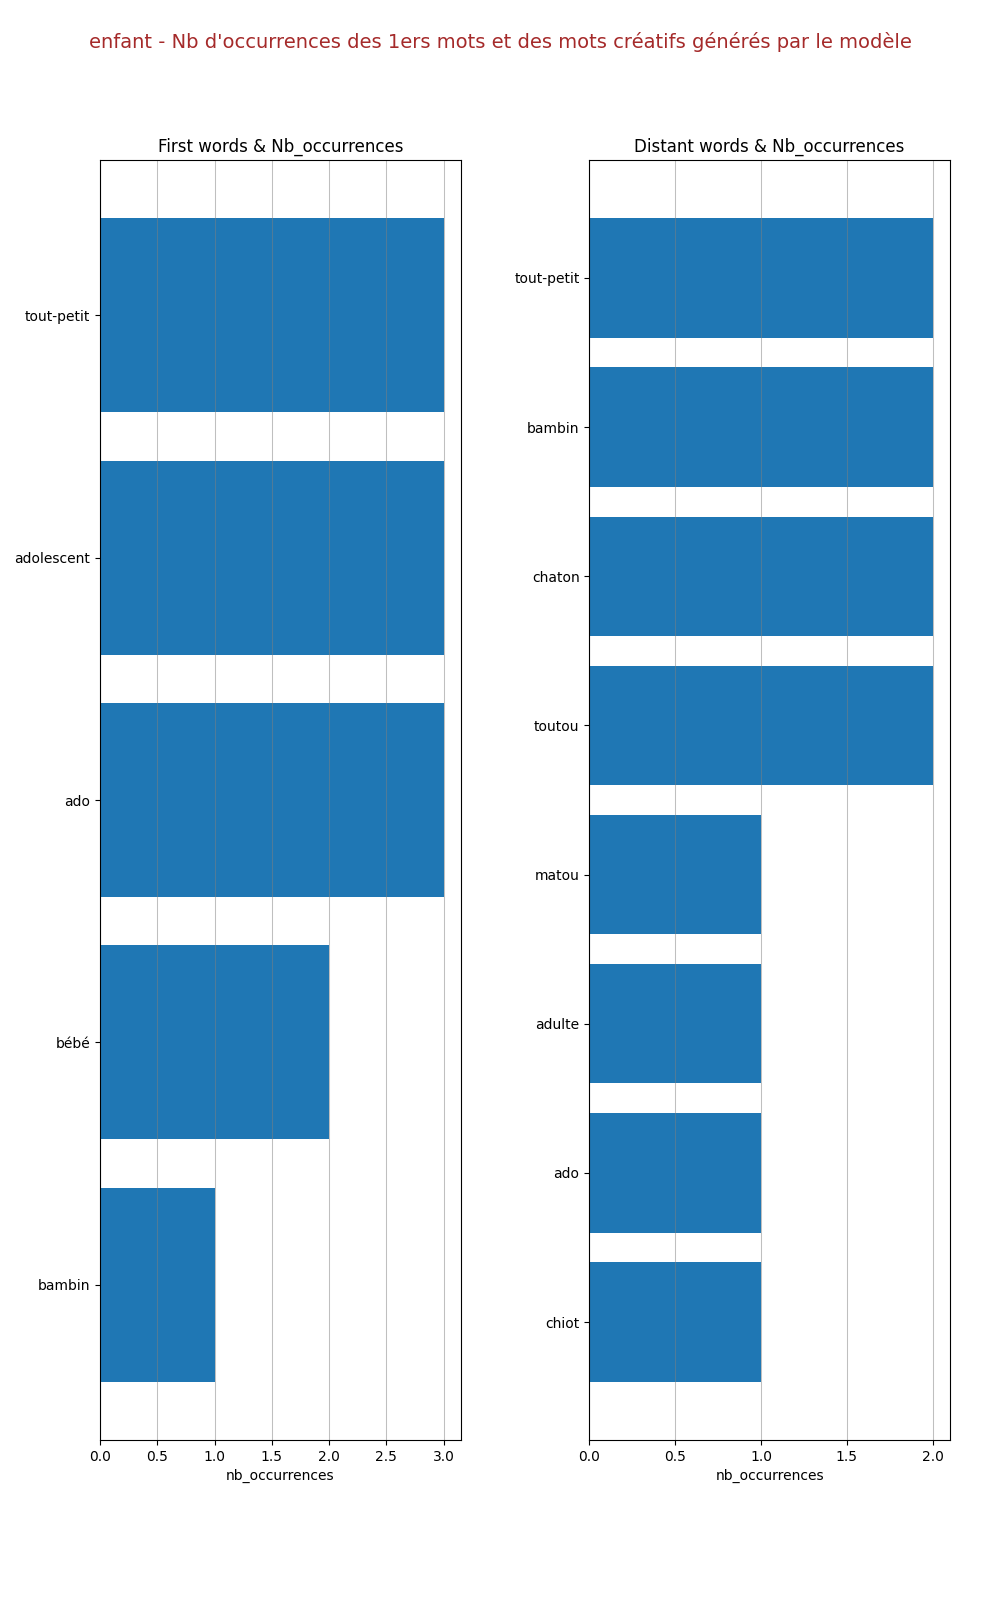 enfant - Nb d'occurrences des 1ers mots et des mots créatifs générés par le modèle
First words & Nb_occurrences
tout-petit
adolescent
ado
bébé
bambin
0.0 0.5 1.0 1.5 2.0 2.5 3.0
nb_occurrences
Distant words & Nb_occurrences
tout-petit
bambin
chaton
toutou
matou
adulte
ado
chiot
0.0 0.5 1.0 1.5 2.0
nb_occurrences